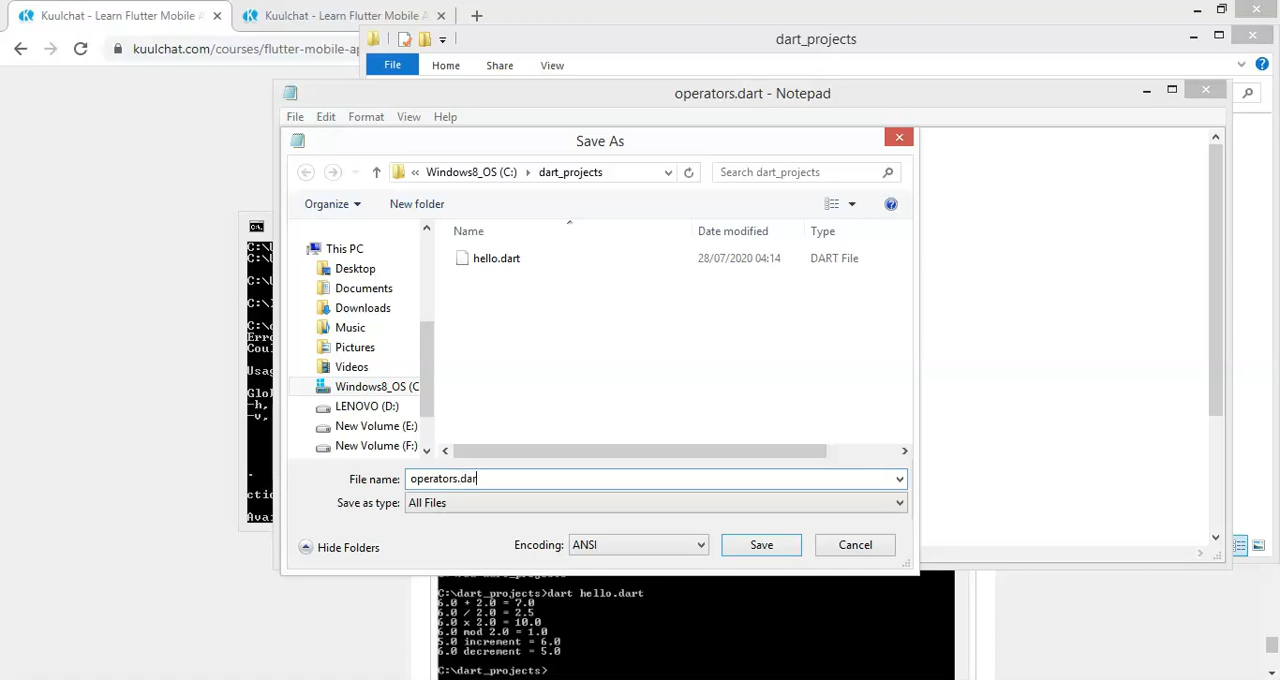 Kuulchat - Learn Flutter Mobile A
Kuulchat - Learn Flutter Mobile A
kuulchat.com/courses/flutter-mobile-ap
dart_projects
File
Home
Share
View
operators.dart - Notepad
File
Edit
Format
View
Help
Save As
« Windows8_OS (C:)
dart_projects
Search dart_projects
Organize
New folder
Name
Date modified
Type
This PC
hello.dart
28/07/2020 04:14
DART File
Desktop
Documents
Downloads
Music
Pictures
Videos
Windows8_OS (C
LENOVO (D:)
New Volume (E:)
New Volume (F:)
File name: operators.dar
Save as type: All Files
Hide Folders
Encoding: ANSI
Save
Cancel
C:\
C:\
C:\
C:\
C:\
Erro
Coul
Usag
Glob
-h,
-v,
ctio
Avai
C:\dart_projects>dart hello.dart
6.0 + 2.0 = 7.0
6.0 / 2.0 = 2.5
6.0 x 2.0 = 10.0
6.0 mod 2.0 = 1.0
5.0 increment = 6.0
6.0 decrement = 5.0
C:\dart_projects>